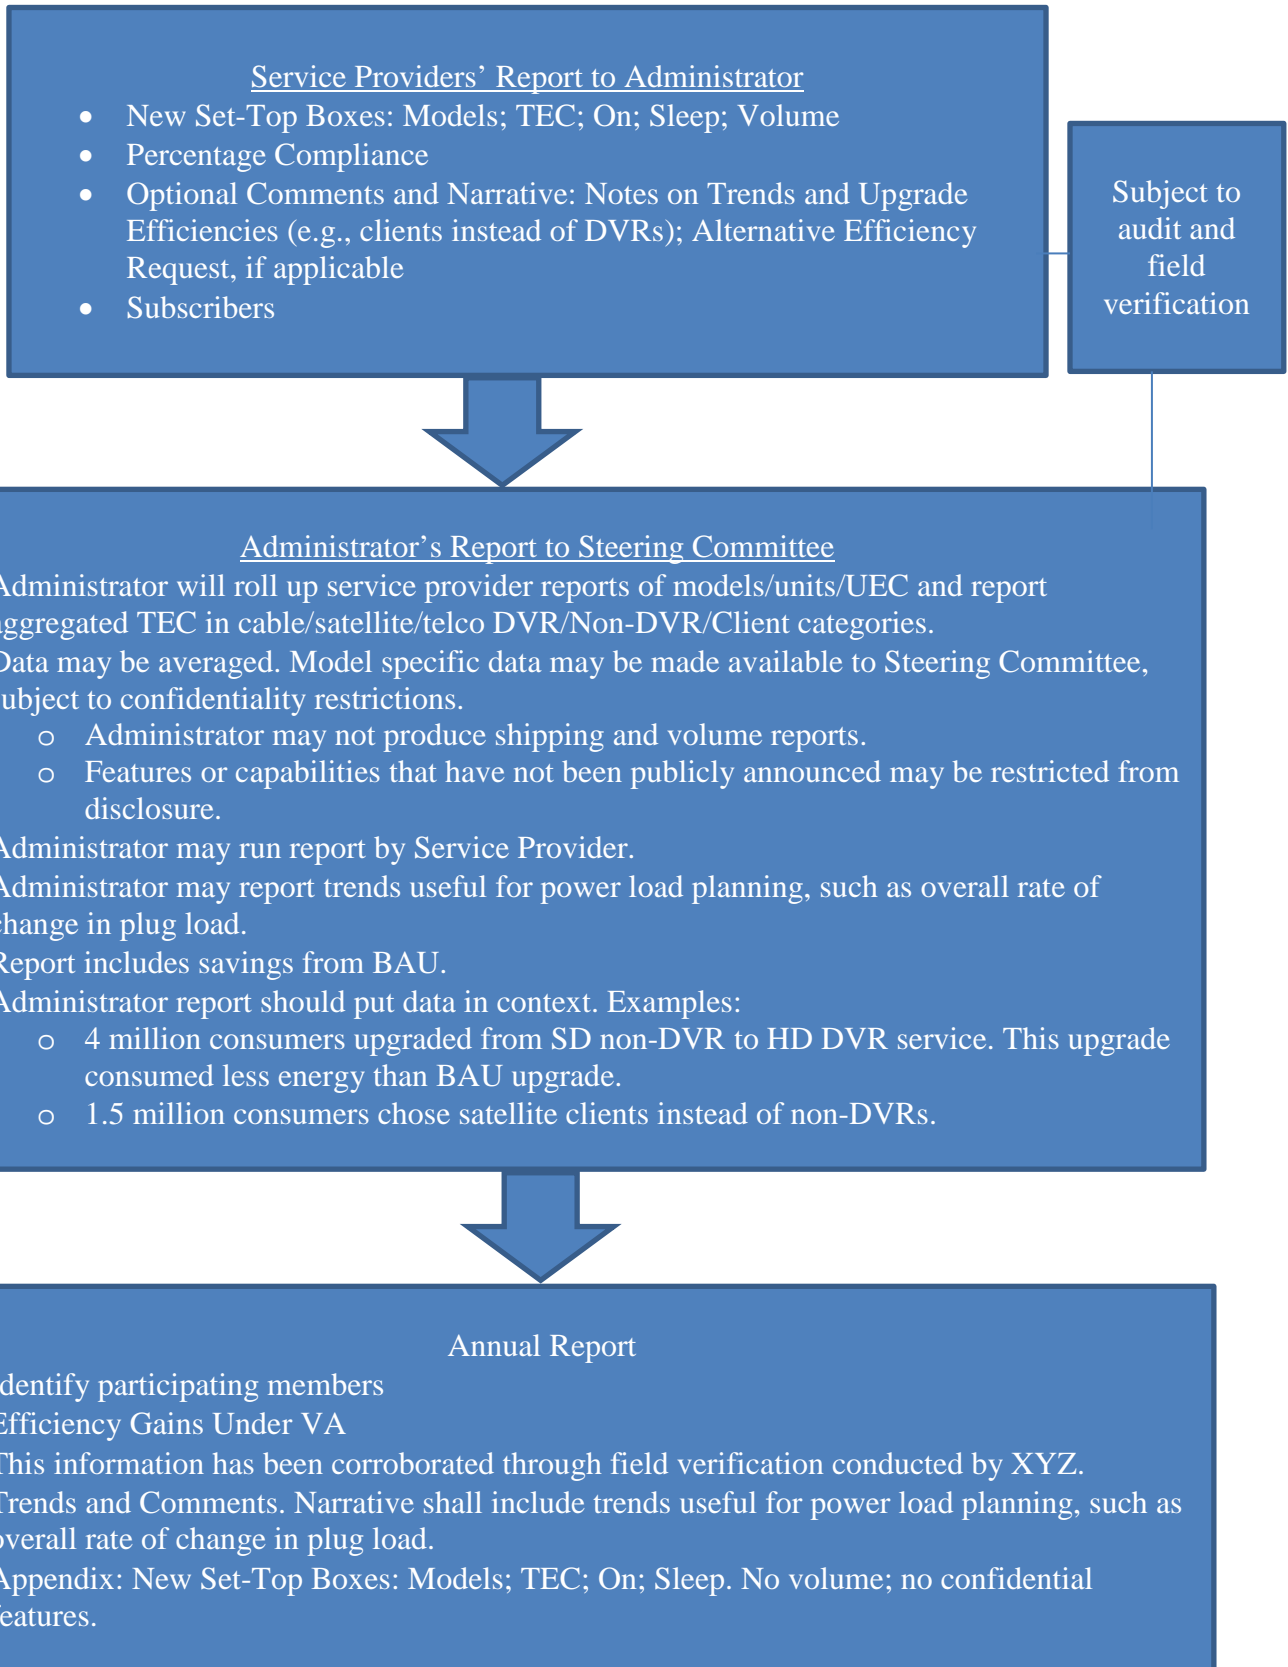 Service Providers’ Report to Administrator
• New Set-Top Boxes: Models; TEC; On; Sleep; Volume
• Percentage Compliance
• Optional Comments and Narrative: Notes on Trends and Upgrade
Efficiencies (e.g., clients instead of DVRs); Alternative Efficiency
Request, if applicable
• Subscribers
Subject to
audit and
field
verification
Administrator’s Report to Steering Committee
Administrator will roll up service provider reports of models/units/UEC and report
aggregated TEC in cable/satellite/telco DVR/Non-DVR/Client categories.
Data may be averaged. Model specific data may be made available to Steering Committee,
subject to confidentiality restrictions.
o Administrator may not produce shipping and volume reports.
o Features or capabilities that have not been publicly announced may be restricted from
disclosure.
Administrator may run report by Service Provider.
Administrator may report trends useful for power load planning, such as overall rate of
change in plug load.
Report includes savings from BAU.
Administrator report should put data in context. Examples:
o 4 million consumers upgraded from SD non-DVR to HD DVR service. This upgrade
consumed less energy than BAU upgrade.
o 1.5 million consumers chose satellite clients instead of non-DVRs.
Annual Report
Identify participating members
Efficiency Gains Under VA
This information has been corroborated through field verification conducted by XYZ.
Trends and Comments. Narrative shall include trends useful for power load planning, such as
overall rate of change in plug load.
Appendix: New Set-Top Boxes: Models; TEC; On; Sleep. No volume; no confidential
features.